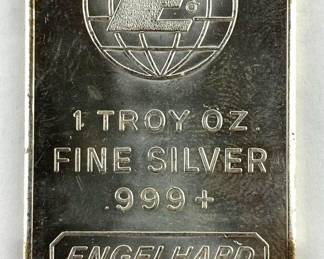 E
1 TROY OZ.
FINE SILVER
.999+
ENGELHARD